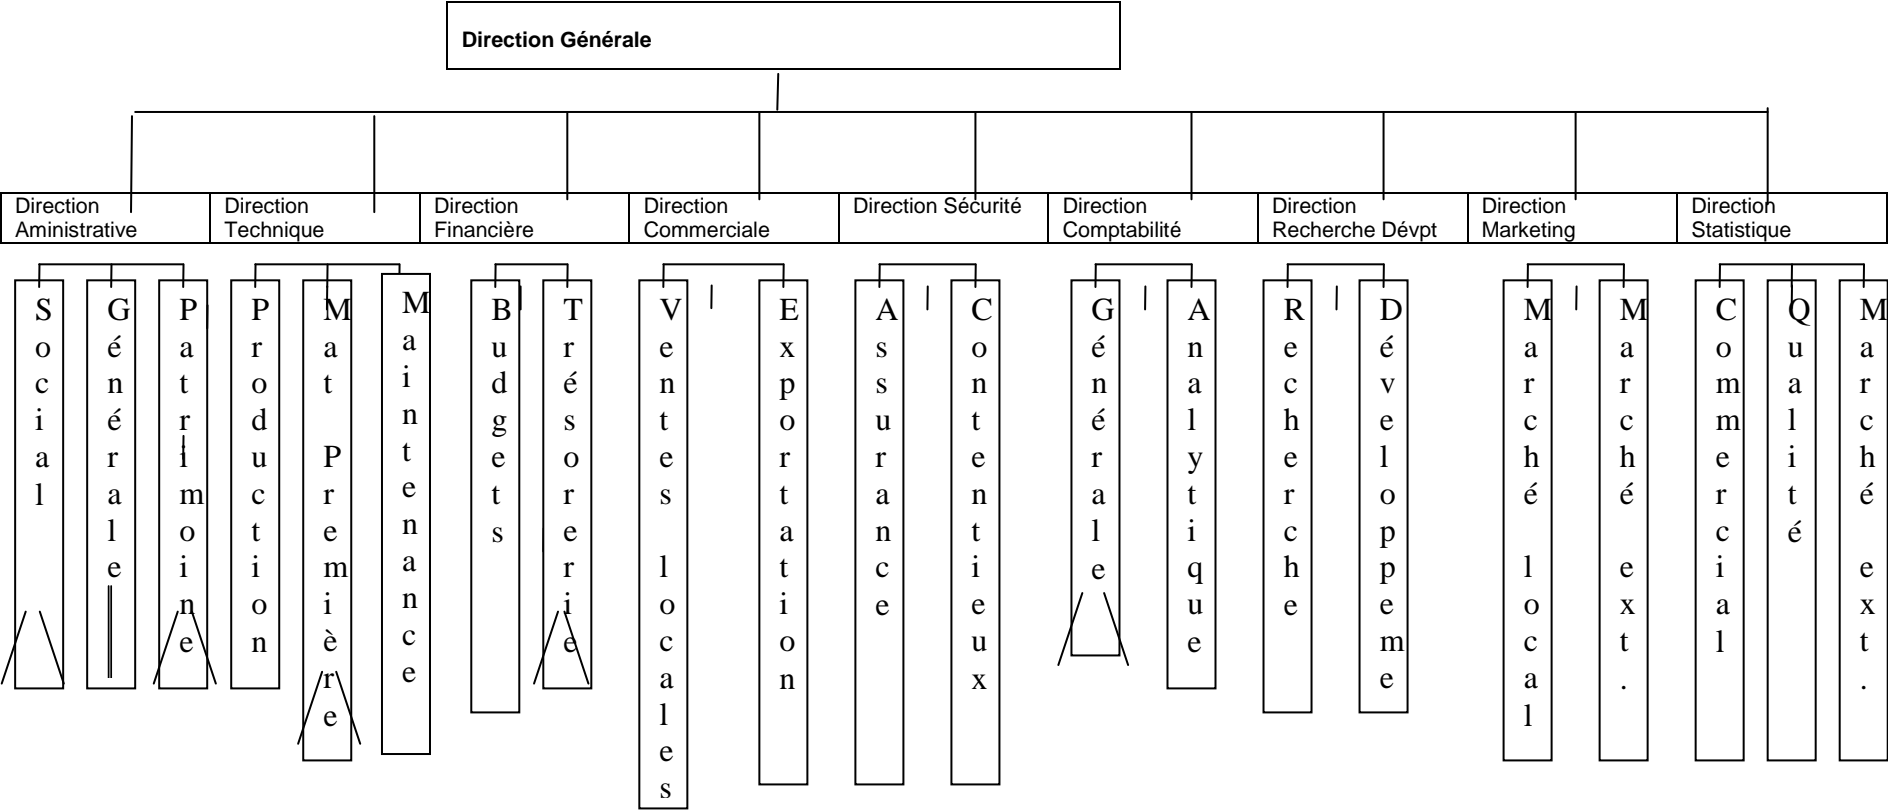 Direction Générale
Direction
Aministrative
Direction
Technique
Direction
Financière
Direction
Commerciale
Direction Sécurité
Direction
Comptabilité
Direction
Recherche Dévpt
Direction
Marketing
Direction
Statistique
Social
Générale
Patrimoine
Production
Mat Première
Maintenance
Budgets
Trésorerie
Ventes locales
Exportation
Assurance
Contentieux
Générale
Analytique
Recherche
Développeme
Marché local
Marché ext.
Commercial
Qualité
Marché ext.